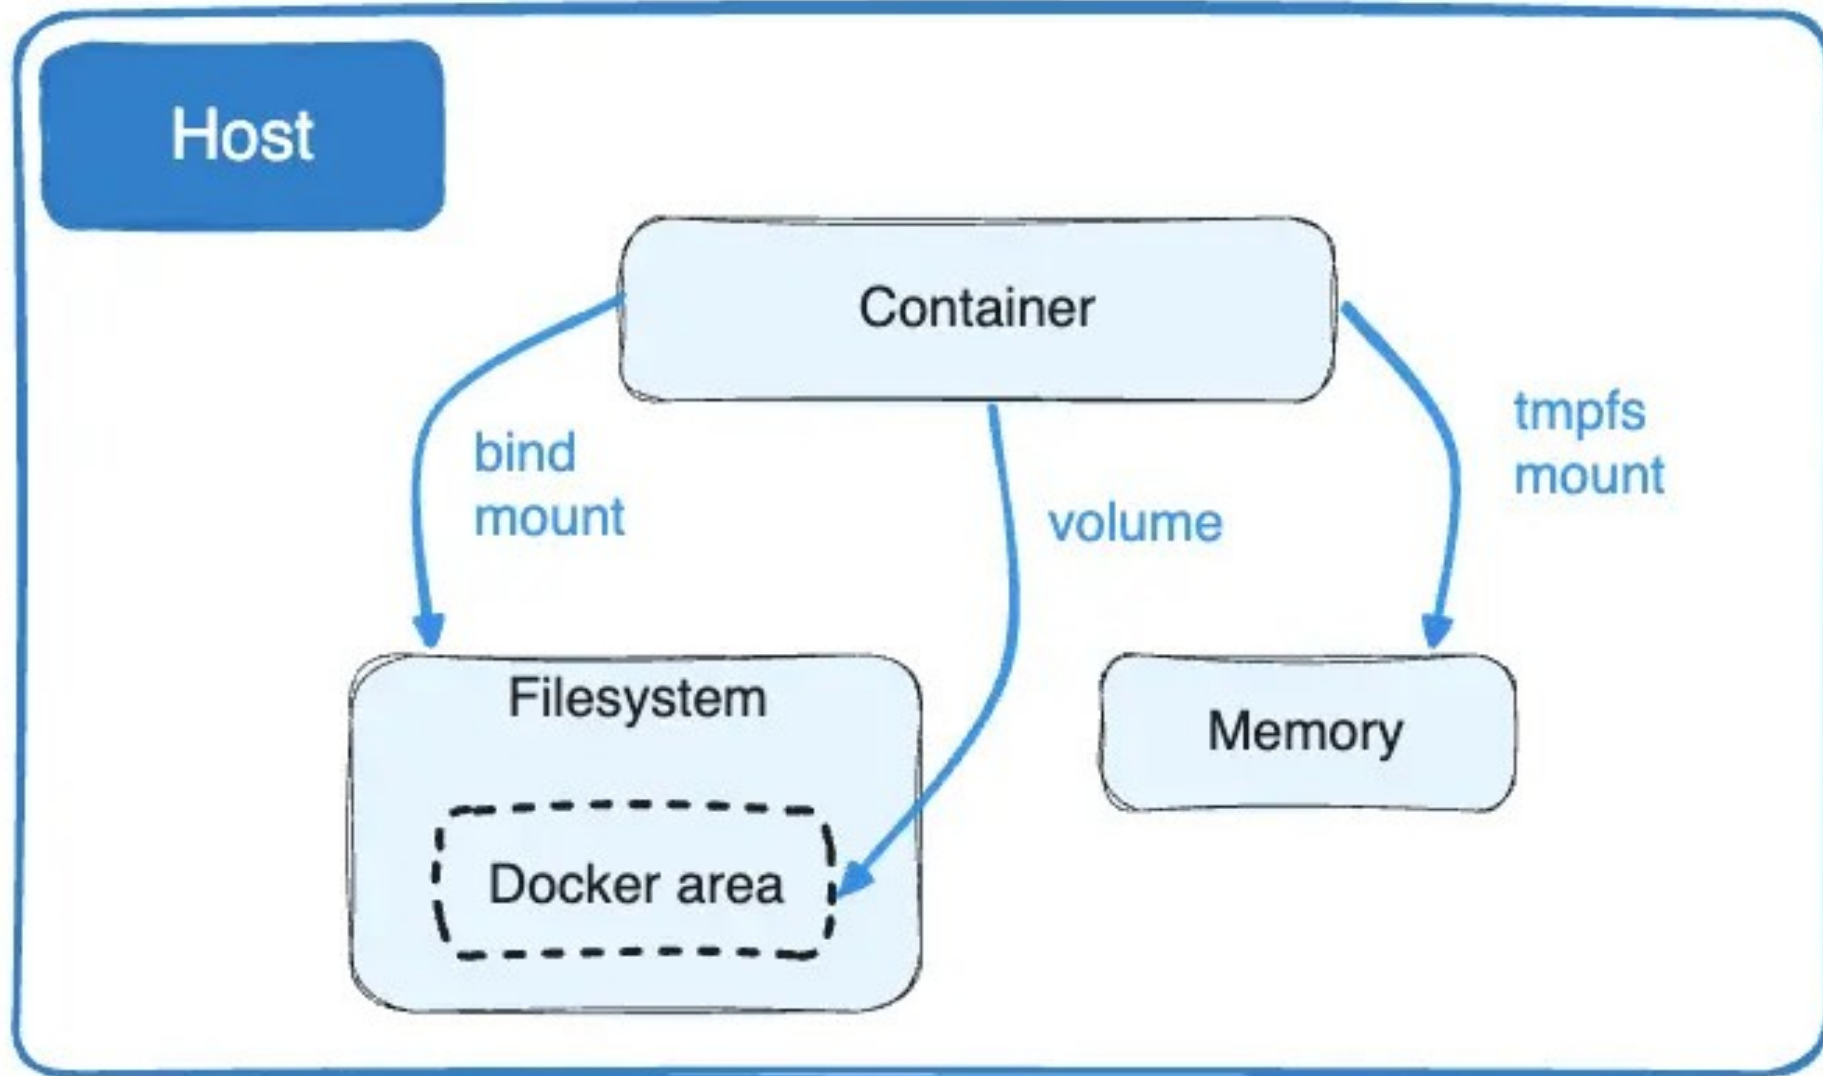 Host
Container
bind
mount
volume
tmpfs
mount
Filesystem
Docker area
Memory